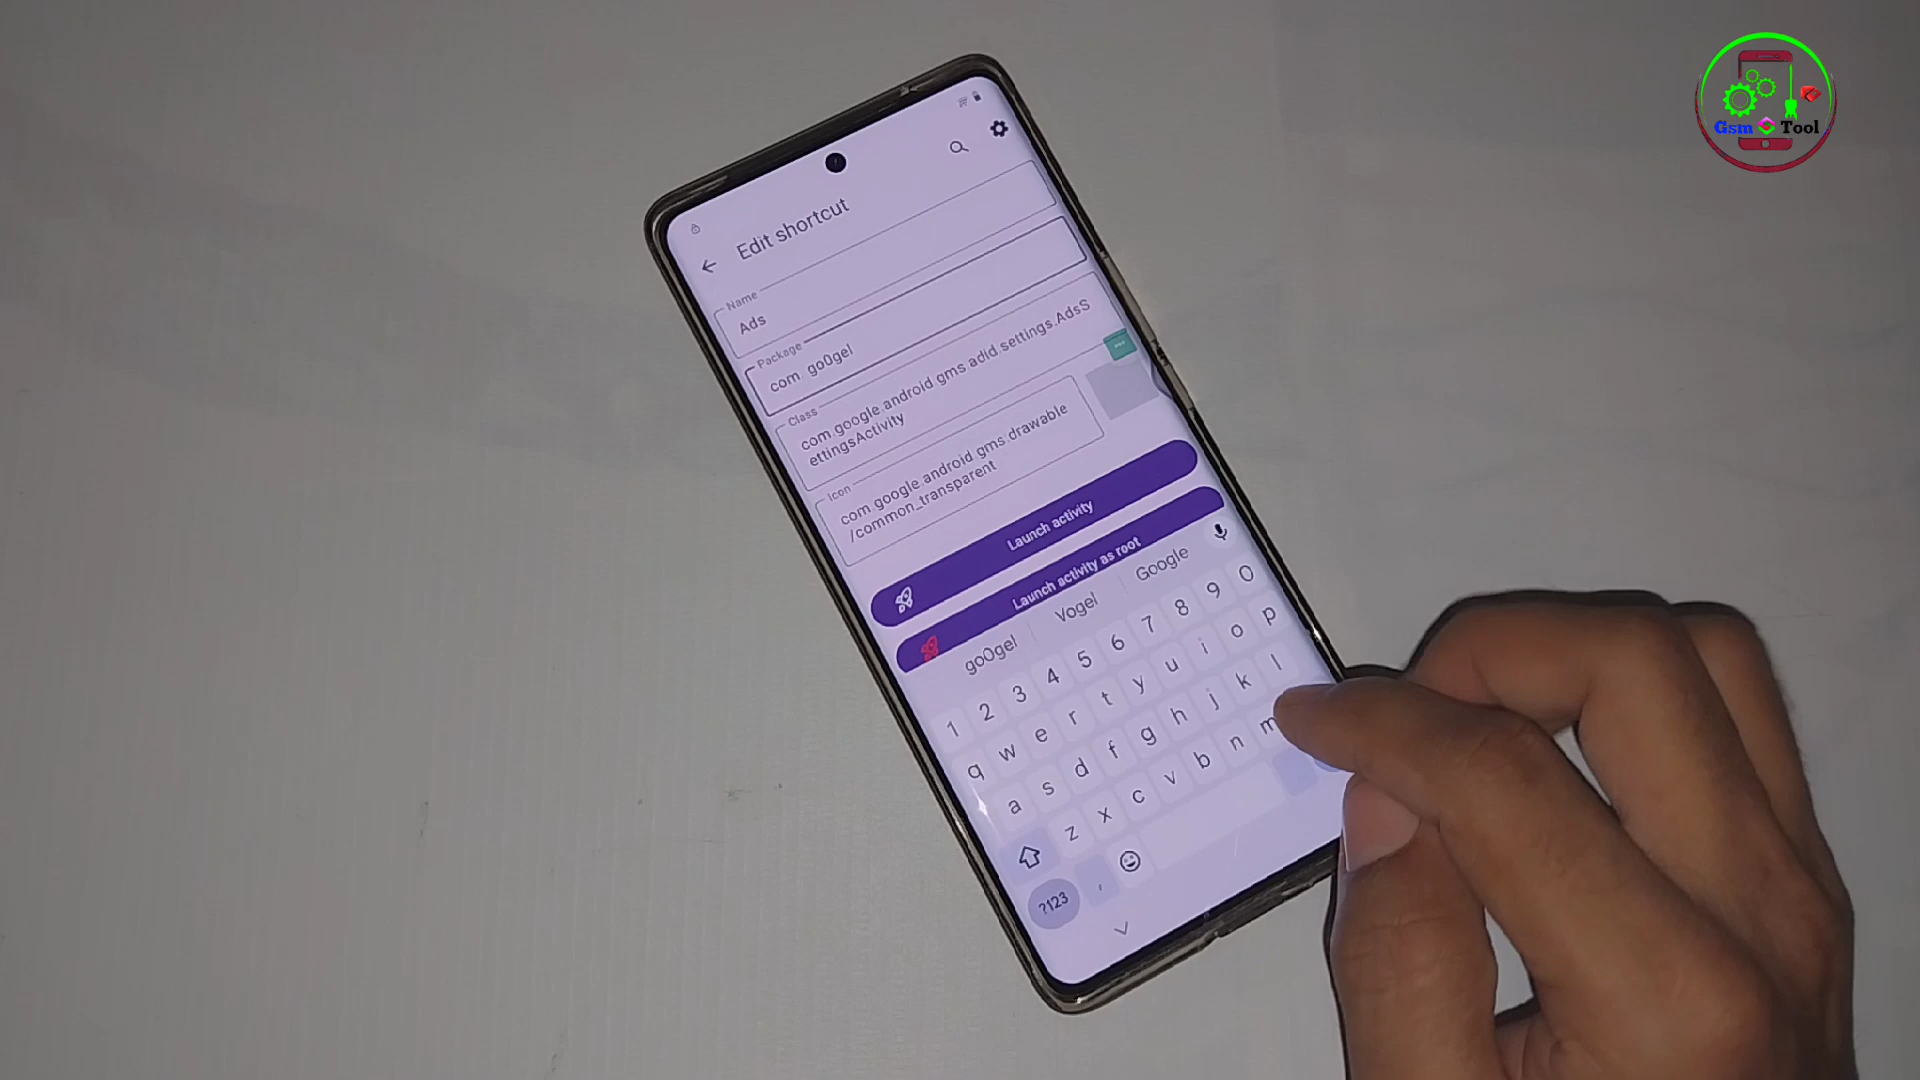 Gsm Tool
Edit shortcut
Name
Ads
Package
com. go0gel
Class
com.google.android.gms.adid.settings.AdsS
ettingsActivity
Icon
com.google.android.gms.drawable
/common_transparent
Launch activity
Launch activity as root
go0gel Vogel Google
1 2 3 4 5 6 7 8 9 0
q w e r t y u i o p
a s d f g h j k l
z x c v b n m
?123 ,